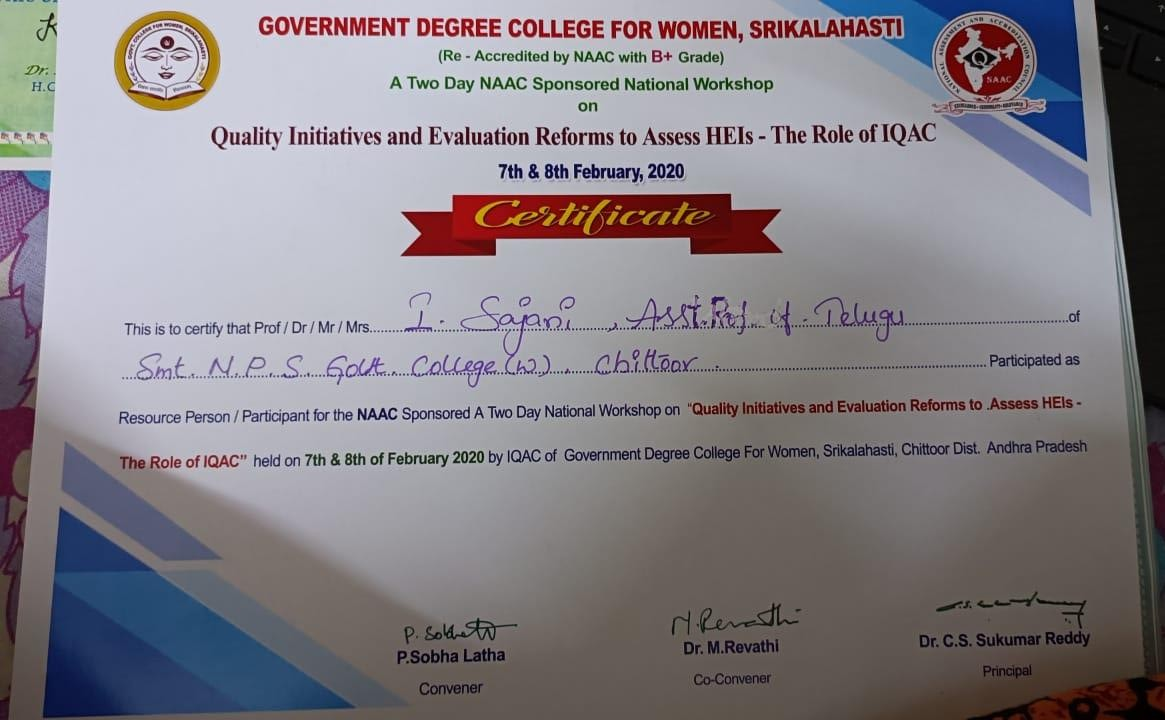 GOVERNMENT DEGREE COLLEGE FOR WOMEN, SRIKALAHASTI
(Re - Accredited by NAAC with B+ Grade)
A Two Day NAAC Sponsored National Workshop
on
Quality Initiatives and Evaluation Reforms to Assess HEIs - The Role of IQAC
7th & 8th February, 2020
NAAC
Certificate
This is to certify that Prof / Dr / Mr / Mrs. I. Sajani, Asst. Prof. of Telugu of
Smt. N.P.S. Govt. College (W), Chittoor. Participated as
Resource Person / Participant for the NAAC Sponsored A Two Day National Workshop on "Quality Initiatives and Evaluation Reforms to .Assess HEIs -
The Role of IQAC" held on 7th & 8th of February 2020 by IQAC of Government Degree College For Women, Srikalahasti, Chittoor Dist. Andhra Pradesh
P. Sobha
M. Revathi
P.Sobha Latha
Dr. M.Revathi
Dr. C.S. Sukumar Reddy
Convener
Co-Convener
Principal
Dr.